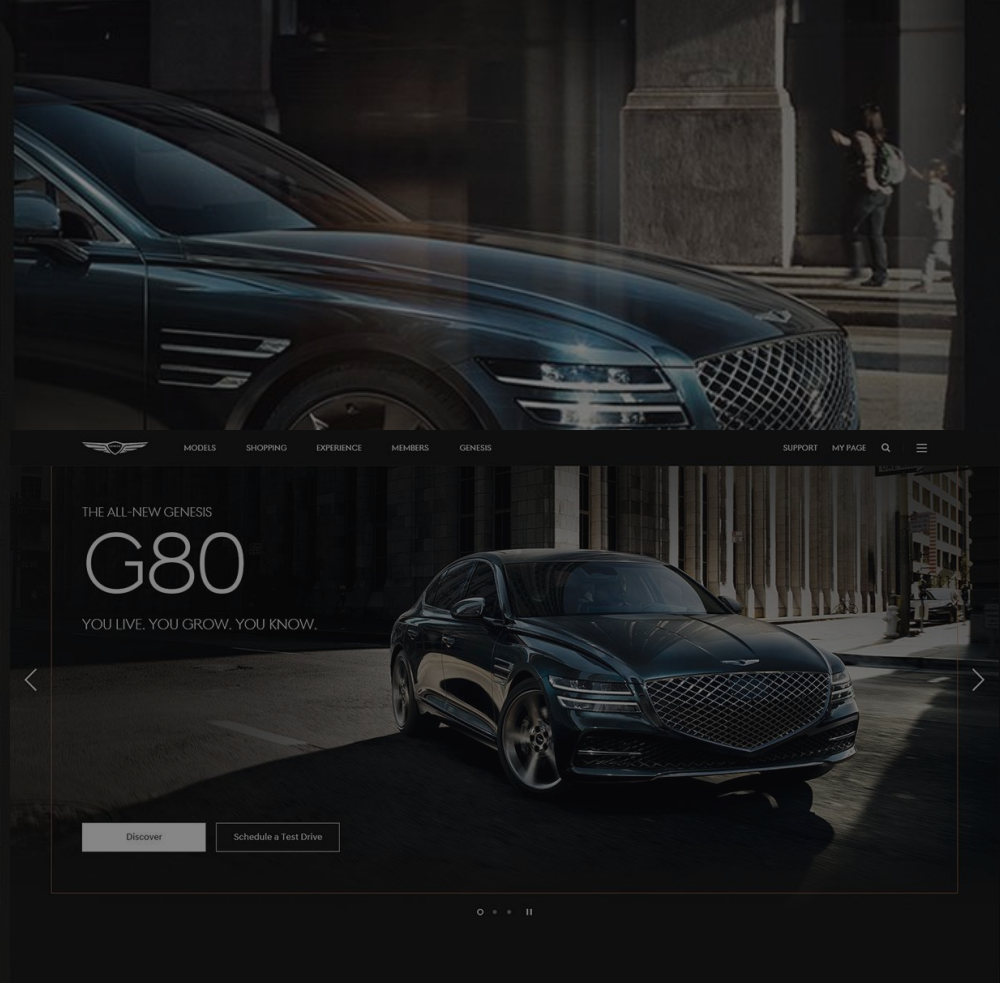 MODELS SHOPPING EXPERIENCE MEMBERS GENESIS SUPPORT MY PAGE
THE ALL-NEW GENESIS
G80
YOU LIVE. YOU GROW. YOU KNOW.
Discover Schedule a Test Drive